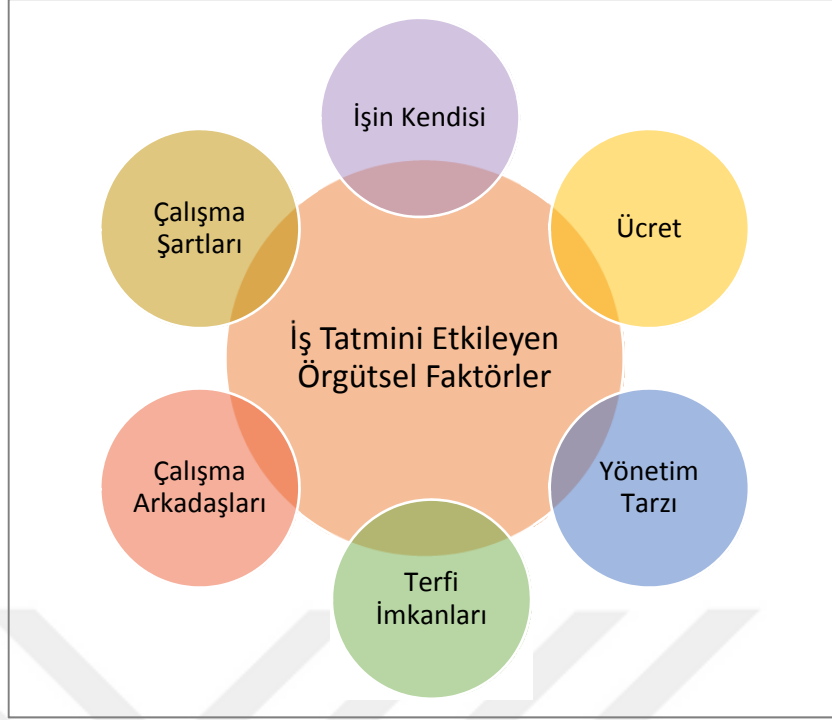 İşin Kendisi
Ücret
Yönetim
Tarzı
Terfi
İmkanları
Çalışma
Arkadaşları
Çalışma
Şartları
İş Tatmini Etkileyen
Örgütsel Faktörler